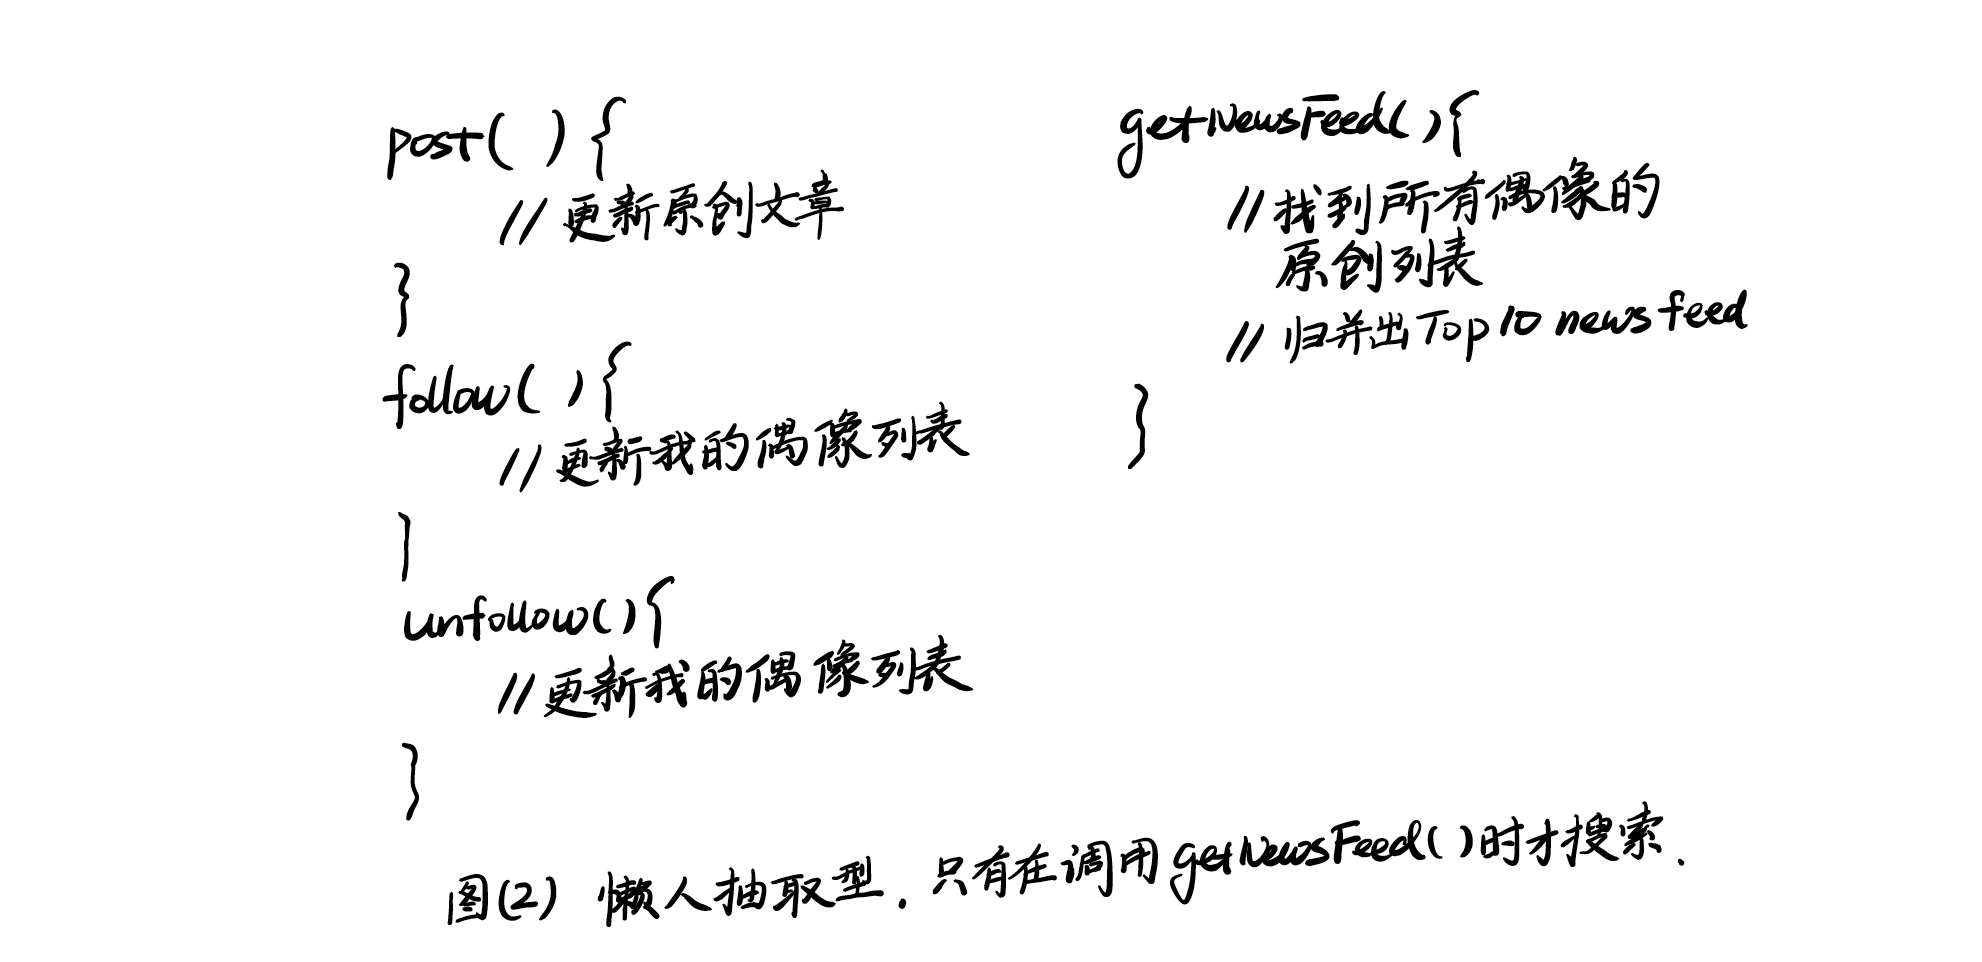 post( ) {
// 更新原创文章
}
follow( ) {
// 更新我的偶像列表
}
unfollow() {
// 更新我的偶像列表
}
getNewsFeed( ) {
// 找到所有偶像的
原创列表
// 归并出Top 10 news feed
}
图(2) 懒人抽取型. 只有在调用getNewsFeed( )时才搜索.